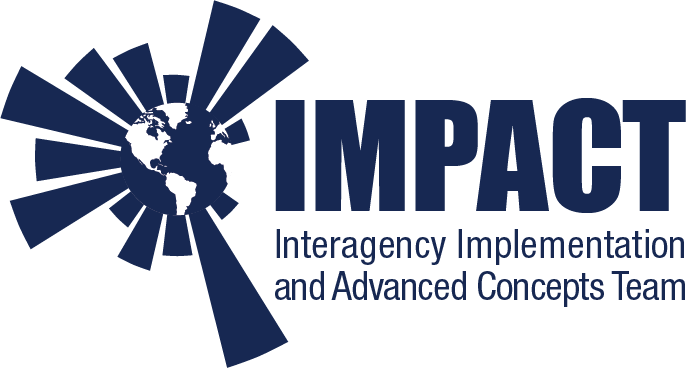 IMPACT
Interagency Implementation
and Advanced Concepts Team